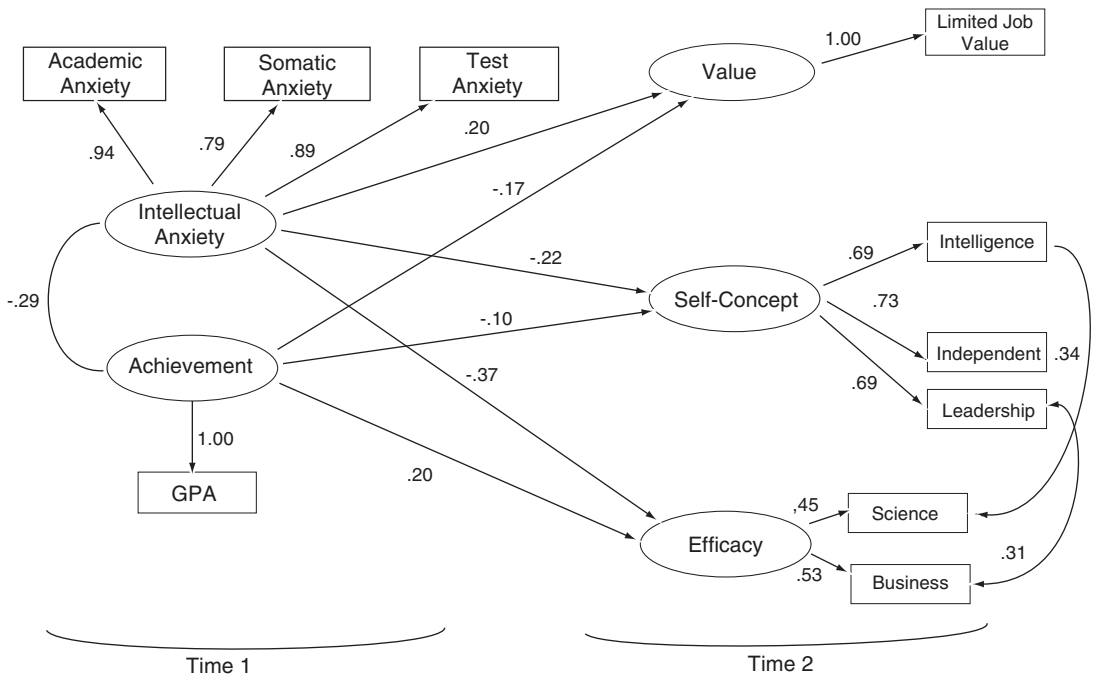 Academic
Anxiety
Somatic
Anxiety
Test
Anxiety
Value
1.00
Limited Job
Value
.94
.79
.89
.20
-.17
Intellectual
Anxiety
-.29
-.22
Self-Concept
.69
Intelligence
.73
Independent
.34
.69
Leadership
Achievement
-.10
-.37
1.00
GPA
.20
Efficacy
,45
Science
.53
Business
.31
Time 1
Time 2